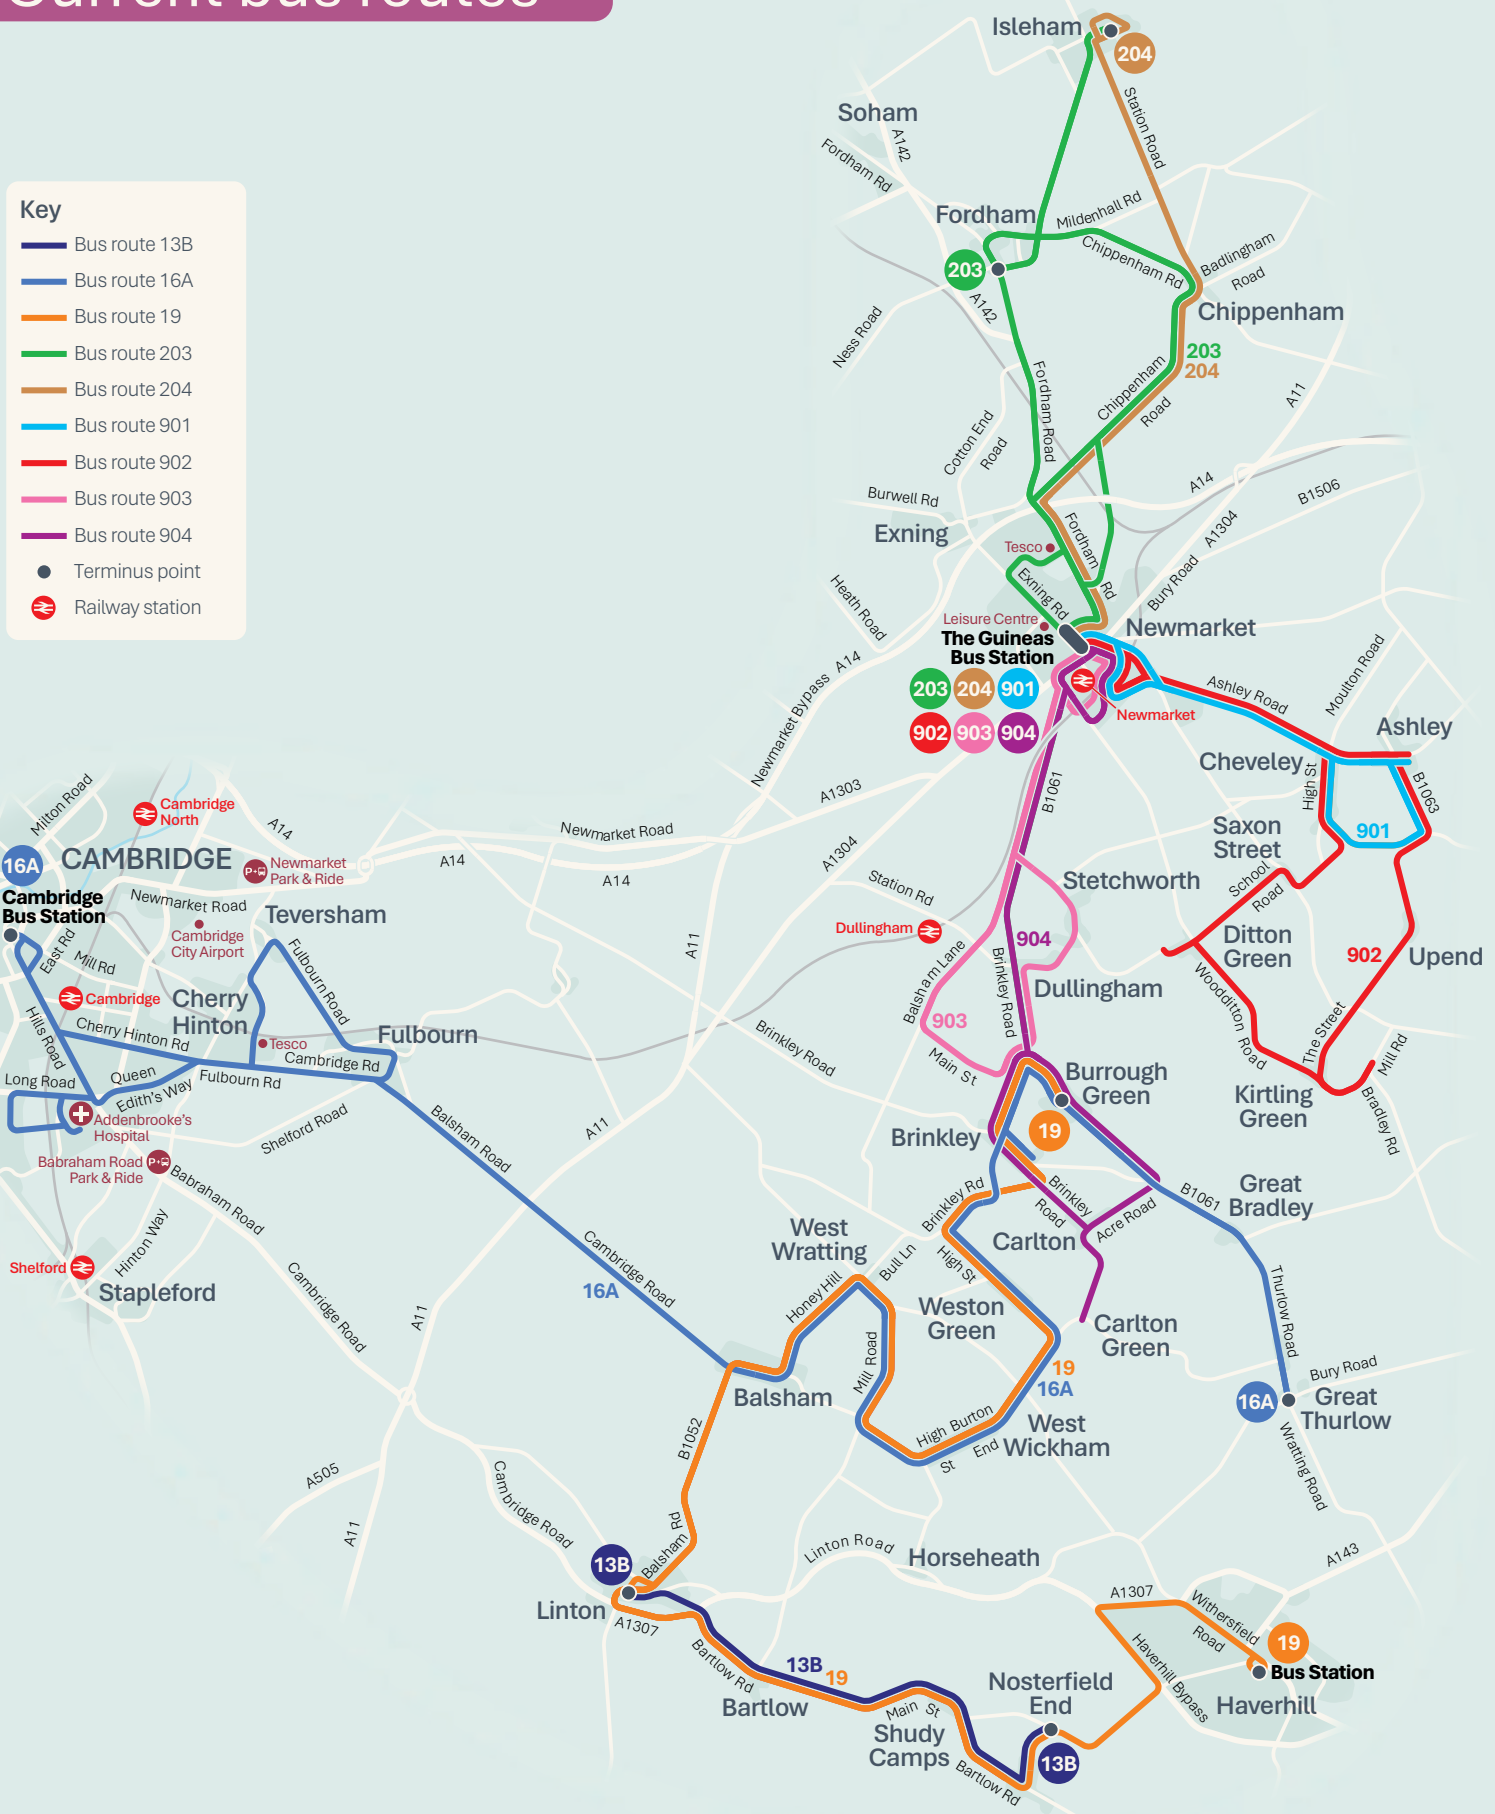 Current bus routes
Key
Bus route 13B
Bus route 16A
Bus route 19
Bus route 203
Bus route 204
Bus route 901
Bus route 902
Bus route 903
Bus route 904
Terminus point
Railway station
Isleham
204
Station Road
Soham
A142
Fordham Rd
Fordham
Mildenhall Rd
Chippenham Rd
Badlingham
Road
203
A142
Ness Road
Chippenham
203
204
Fordham Road
Chippenham
Road
A11
Cotton End
Road
A14
B1506
Burwell Rd
Exning
Tesco
Fordham
Rd
A1304
Exning Rd
Bury Road
Heath Road
Leisure Centre
The Guineas
Bus Station
Newmarket
203
204
901
902
903
904
Newmarket
A14
Newmarket Bypass
Ashley Road
Moulton Road
Ashley
Cheveley
High St
B1063
901
B1061
A1303
A1304
Saxon
Street
School
Road
Station Rd
Stetchworth
Dullingham
904
Ditton
Green
902
Upend
Balsham Lane
Brinkley Road
Dullingham
903
Woodditton Road
The Street
Mill Rd
Main St
Kirtling
Green
Bradley Rd
Milton Road
Cambridge
North
A14
Newmarket Road
A14
A14
16A
CAMBRIDGE
P+
Newmarket
Park & Ride
Cambridge
Bus Station
Newmarket Road
Teversham
Cambridge
City Airport
East Rd
Mill Rd
Fulbourn Road
A11
Cambridge
Cherry
Hinton
Hills Road
Cherry Hinton Rd
Tesco
Fulbourn
Cambridge Rd
Brinkley Road
Long Road
Queen
Edith's Way
Fulbourn Rd
Addenbrooke's
Hospital
Shelford Road
Balsham Road
A11
Babraham Road
Park & Ride
P+
Babraham Road
Burrough
Green
19
Brinkley
Brinkley Rd
Brinkley
Road
Acre Road
B1061
Great
Bradley
Carlton
Shelford
Hinton Way
Stapleford
Cambridge Road
A11
Cambridge Road
16A
West
Wratting
Bull Ln
High St
Honey Hill
Weston
Green
Carlton
Green
Thurlow Road
Mill Road
19
16A
Bury Road
16A
Great
Thurlow
Balsham
High Burton
St
End
West
Wickham
Wratting Road
B1052
A505
Cambridge Road
A11
Balsham
Rd
Linton Road
Horseheath
A143
13B
Linton
A1307
A1307
Withersfield
Road
19
Bus Station
Haverhill
Haverhill Bypass
Bartlow Rd
13B
19
Bartlow
Main St
Shudy
Camps
Nosterfield
End
13B
Bartlow Rd